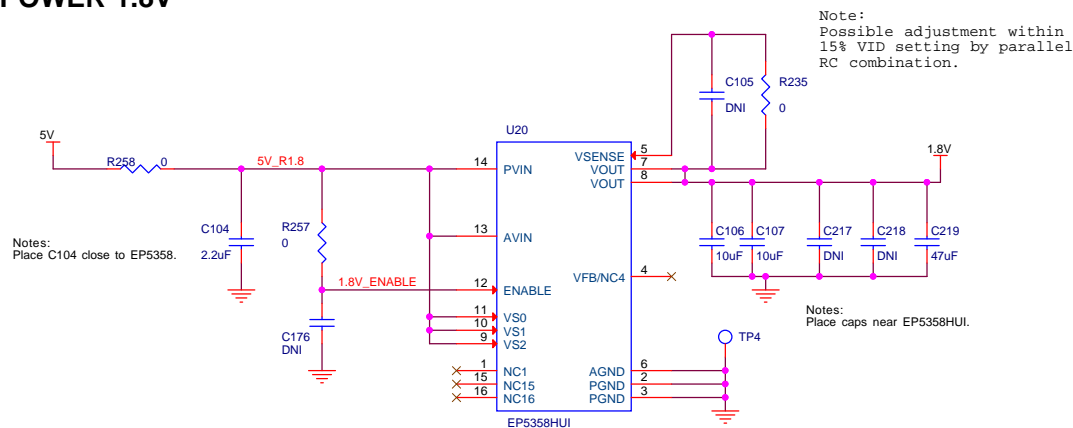 POWER 1.8V
Note:
Possible adjustment within
15% VID setting by parallel
RC combination.
C105
DNI
R235
0
U20
5V
R258 0
5V_R1.8
14 PVIN
VSENSE 5
VOUT 7
VOUT 8
1.8V
C104
2.2uF
R257
0
Notes:
Place C104 close to EP5358.
13 AVIN
C106
10uF
C107
10uF
C217
DNI
C218
DNI
C219
47uF
VFB/NC4 4
1.8V_ENABLE
12 ENABLE
Notes:
Place caps near EP5358HUI.
C176
DNI
11 VS0
10 VS1
9 VS2
TP4
1 NC1
15 NC15
16 NC16
AGND 6
PGND 2
PGND 3
EP5358HUI